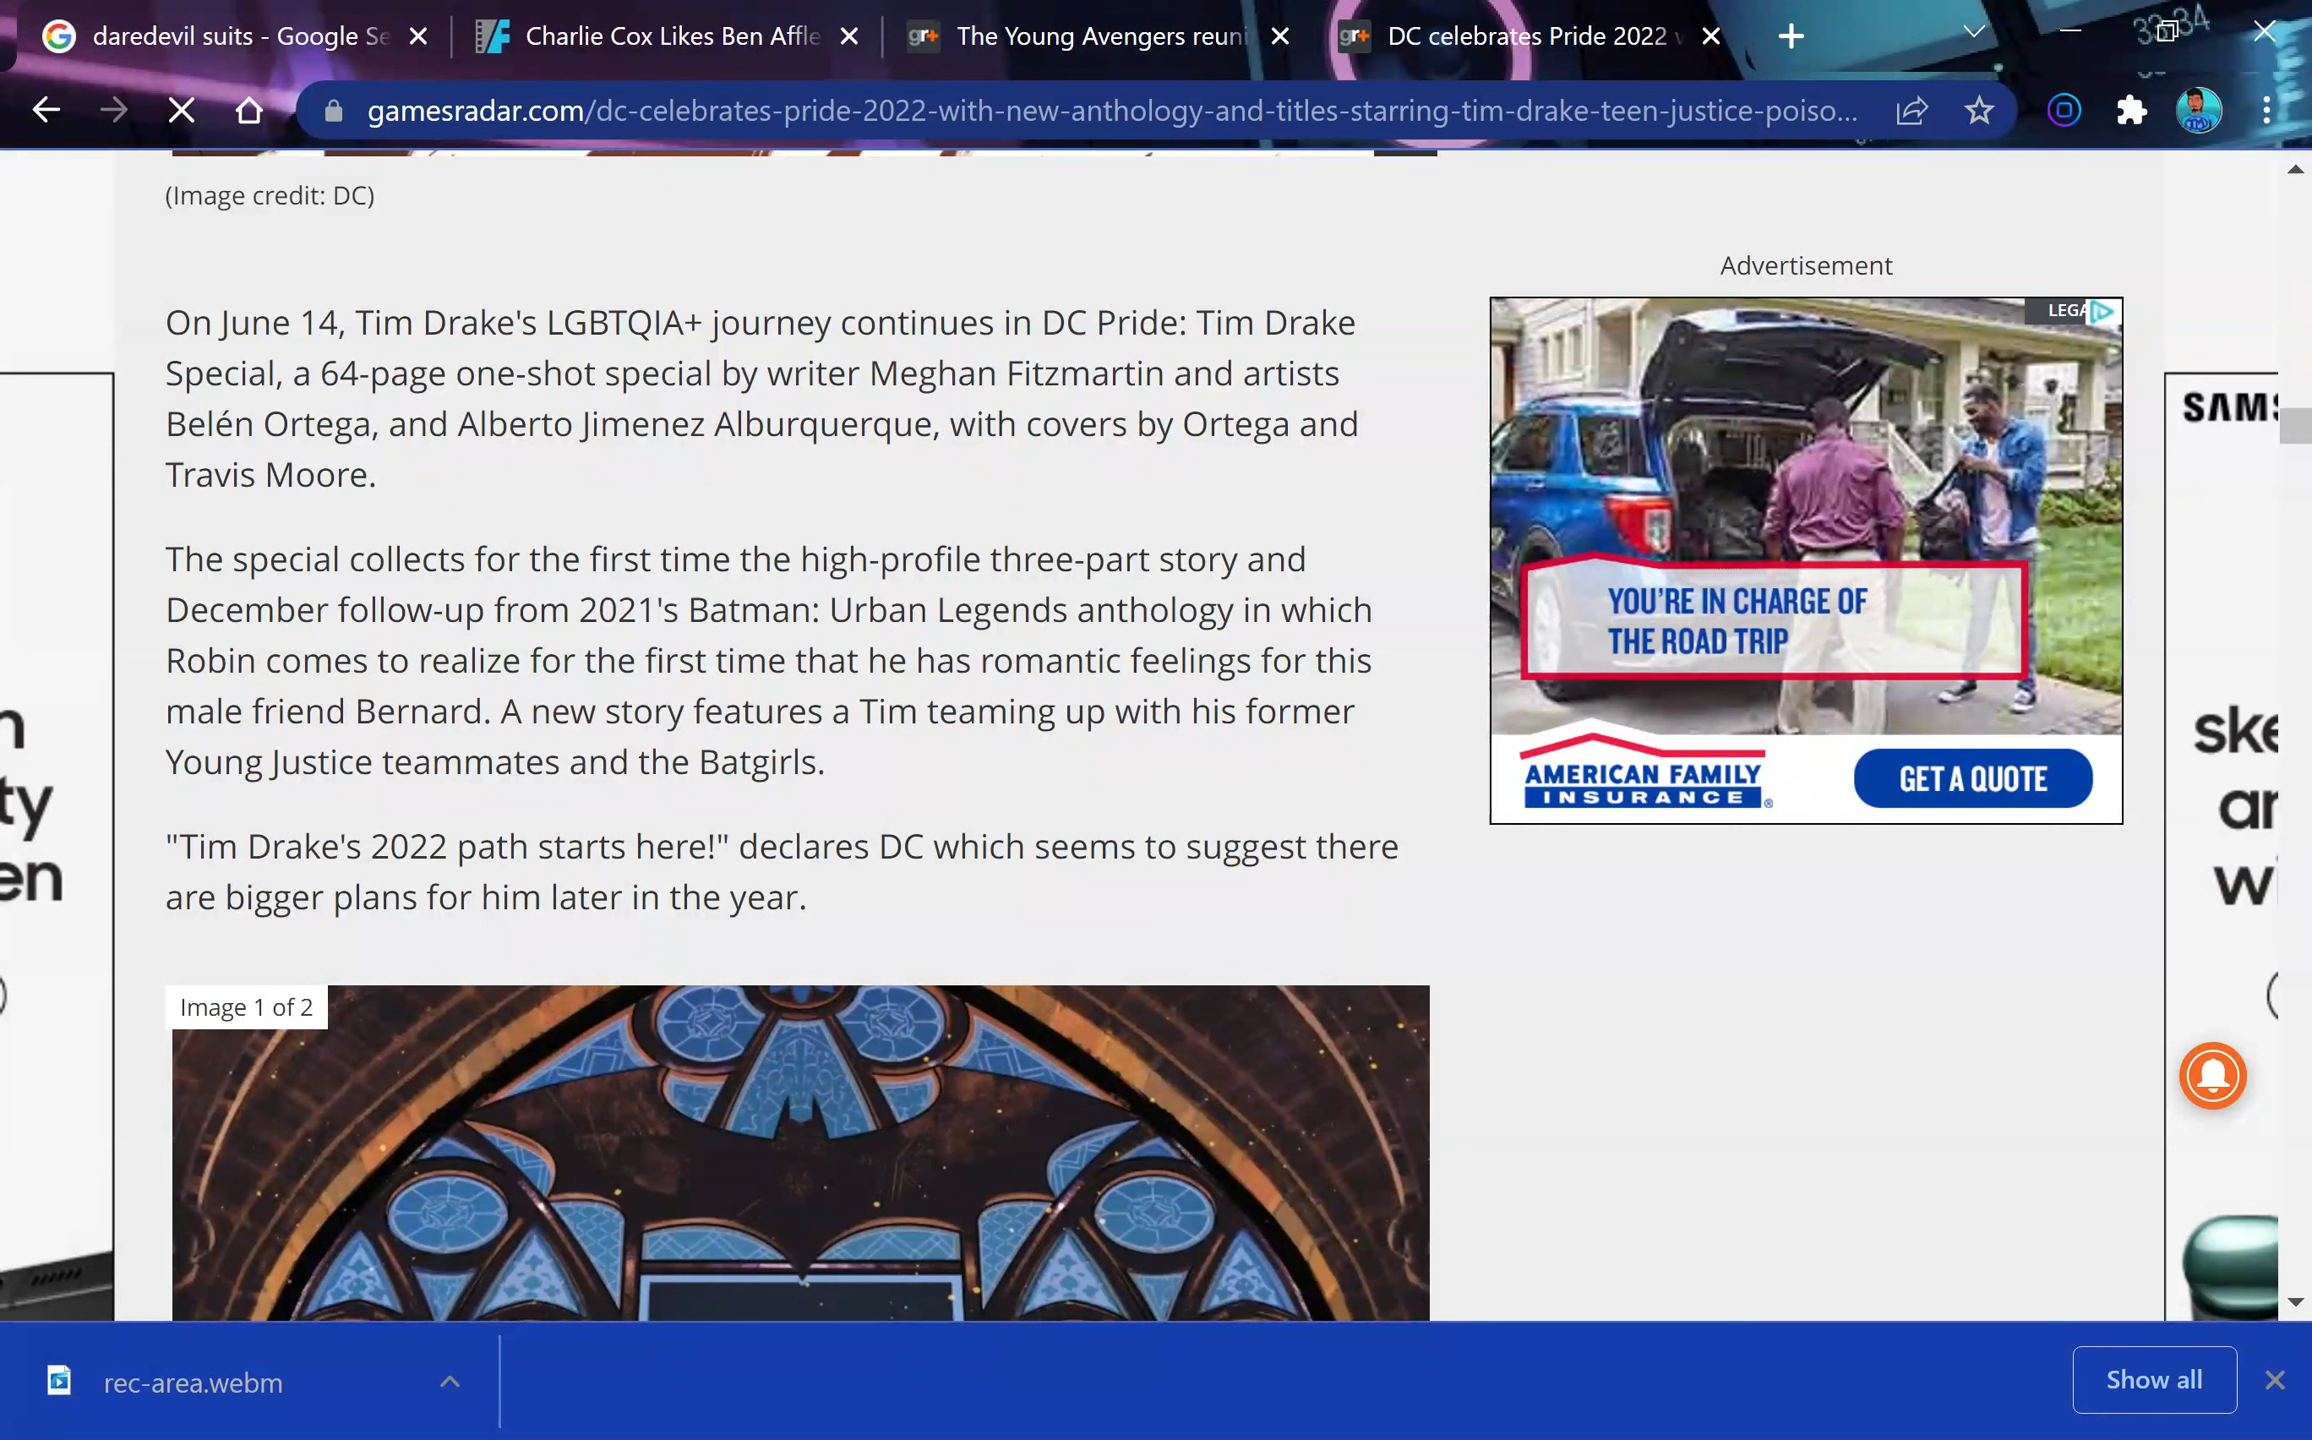 daredevil suits - Google Se
Charlie Cox Likes Ben Affle
gr+ The Young Avengers reuni
gr+ DC celebrates Pride 2022 w
gamesradar.com/dc-celebrates-pride-2022-with-new-anthology-and-titles-starring-tim-drake-teen-justice-poiso...
(Image credit: DC)
On June 14, Tim Drake's LGBTQIA+ journey continues in DC Pride: Tim Drake
Special, a 64-page one-shot special by writer Meghan Fitzmartin and artists
Belén Ortega, and Alberto Jimenez Alburquerque, with covers by Ortega and
Travis Moore.
The special collects for the first time the high-profile three-part story and
December follow-up from 2021's Batman: Urban Legends anthology in which
Robin comes to realize for the first time that he has romantic feelings for this
male friend Bernard. A new story features a Tim teaming up with his former
Young Justice teammates and the Batgirls.
"Tim Drake's 2022 path starts here!" declares DC which seems to suggest there
are bigger plans for him later in the year.
Image 1 of 2
Advertisement
LEGA
YOU'RE IN CHARGE OF
THE ROAD TRIP
AMERICAN FAMILY
INSURANCE ®
GET A QUOTE
n
ty
en
SAMS
ske
ar
wi
rec-area.webm
Show all